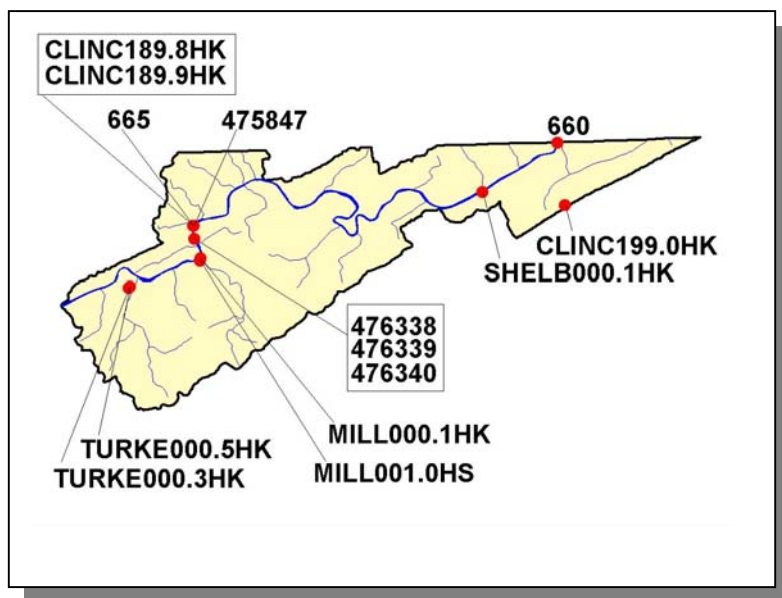 CLINC189.8HK
CLINC189.9HK
665
475847
660
CLINC199.0HK
SHELB000.1HK
476338
476339
476340
MILL000.1HK
TURKE000.5HK
MILL001.0HS
TURKE000.3HK